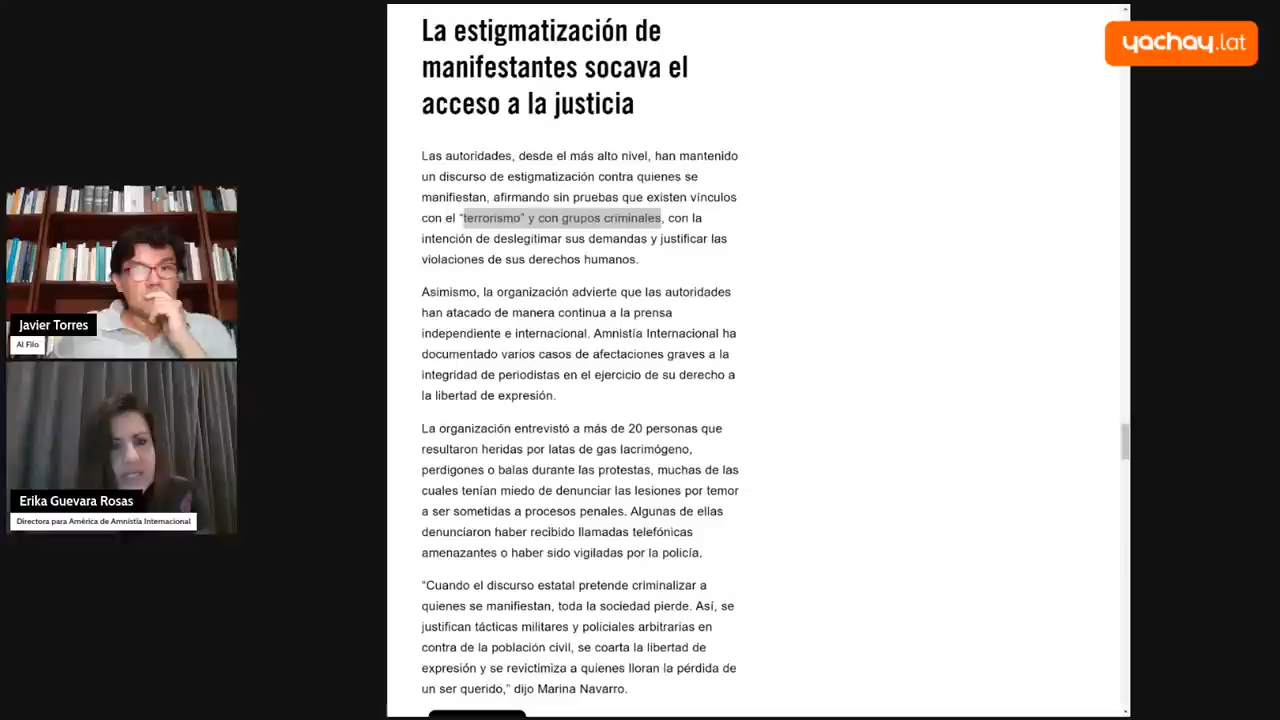 La estigmatización de
manifestantes socava el
acceso a la justicia
yachay.lat
Las autoridades, desde el más alto nivel, han mantenido
un discurso de estigmatización contra quienes se
manifiestan, afirmando sin pruebas que existen vínculos
con el “terrorismo” y con grupos criminales, con la
intención de deslegitimar sus demandas y justificar las
violaciones de sus derechos humanos.
Asimismo, la organización advierte que las autoridades
han atacado de manera continua a la prensa
independiente e internacional. Amnistía Internacional ha
documentado varios casos de afectaciones graves a la
integridad de periodistas en el ejercicio de su derecho a
la libertad de expresión.
La organización entrevistó a más de 20 personas que
resultaron heridas por latas de gas lacrimógeno,
perdigones o balas durante las protestas, muchas de las
cuales tenían miedo de denunciar las lesiones por temor
a ser sometidas a procesos penales. Algunas de ellas
denunciaron haber recibido llamadas telefónicas
amenazantes o haber sido vigiladas por la policía.
“Cuando el discurso estatal pretende criminalizar a
quienes se manifiestan, toda la sociedad pierde. Así, se
justifican tácticas militares y policiales arbitrarias en
contra de la población civil, se coarta la libertad de
expresión y se revictimiza a quienes lloran la pérdida de
un ser querido,” dijo Marina Navarro.
Javier Torres
Al Filo
Erika Guevara Rosas
Directora para América de Amnistía Internacional